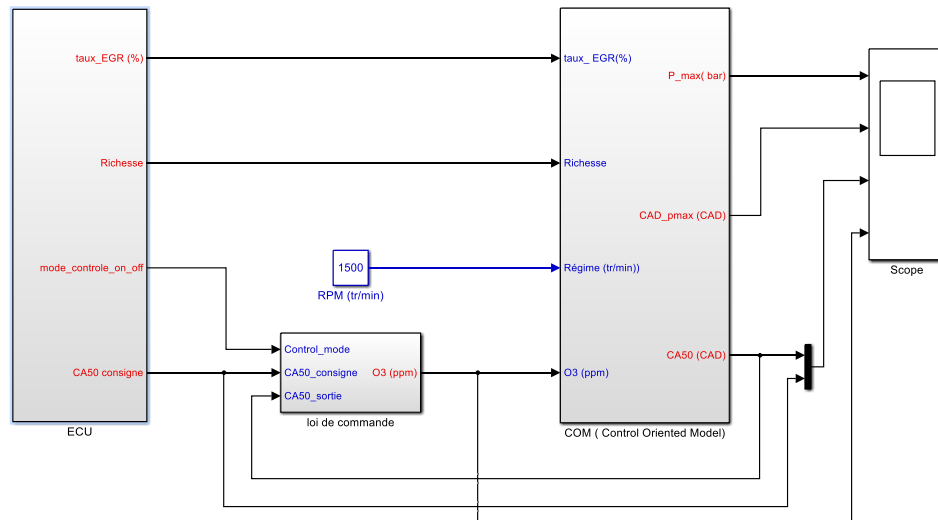 taux_EGR (%)
Richesse
mode_controle_on_off
CA50 consigne
ECU
1500
RPM (tr/min)
Control_mode
CA50_consigne
CA50_sortie
O3 (ppm)
loi de commande
taux_ EGR(%)
Richesse
Régime (tr/min))
O3 (ppm)
P_max( bar)
CAD_pmax (CAD)
CA50 (CAD)
COM ( Control Oriented Model)
Scope